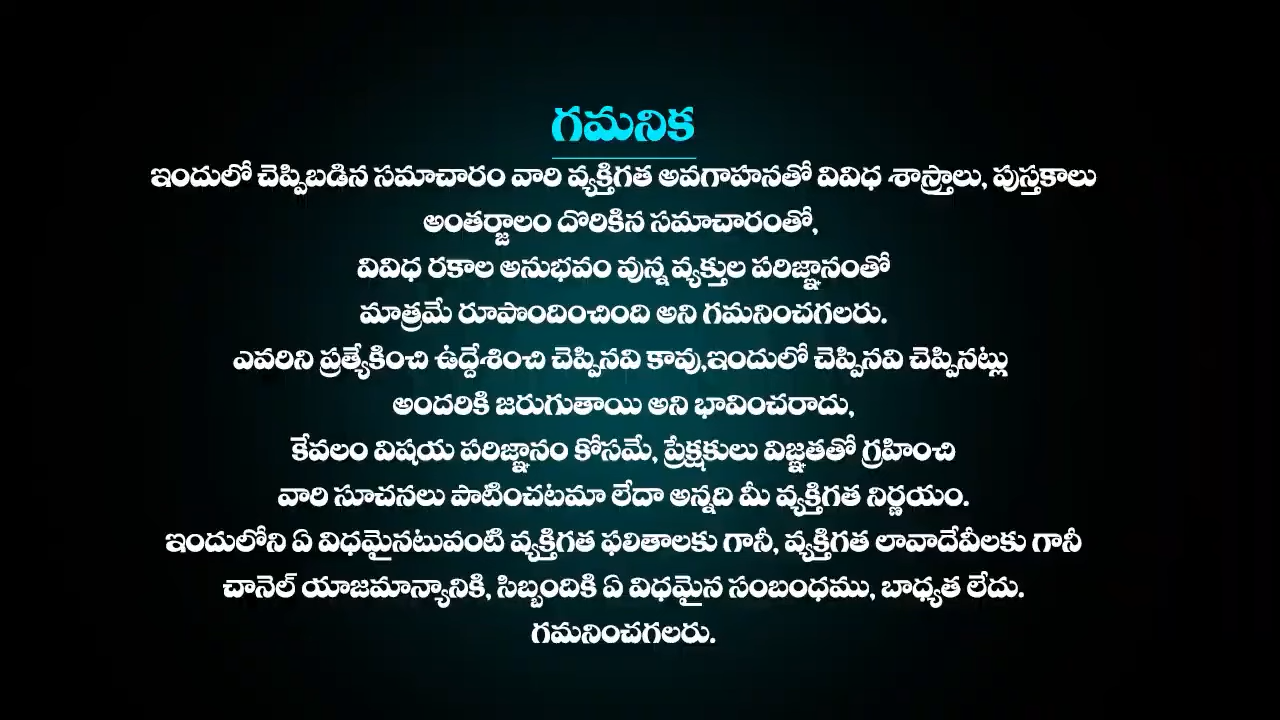 గమనిక
ఇందులో చెప్పిబడిన సమాచారం వారి వ్యక్తిగత అవగాహనతో వివిధ శాస్త్రాలు, పుస్తకాలు
అంతర్జాలం దొరికిన సమాచారంతో,
వివిధ రకాల అనుభవం వున్న వ్యక్తుల పరిజ్ఞానంతో
మాత్రమే రూపొందించింది అని గమనించగలరు.
ఎవరిని ప్రత్యేకించి ఉద్దేశించి చెప్పినవి కావు,ఇందులో చెప్పినవి చెప్పినట్లు
అందరికి జరుగుతాయి అని భావించరాదు,
కేవలం విషయ పరిజ్ఞానం కోసమే, ప్రేక్షకులు విజ్ఞతతో గ్రహించి
వారి సూచనలు పాటించటమా లేదా అన్నది మీ వ్యక్తిగత నిర్ణయం.
ఇందులోని ఏ విధమైనటువంటి వ్యక్తిగత ఫలితాలకు గానీ, వ్యక్తిగత లావాదేవీలకు గానీ
చానెల్ యాజమాన్యానికి, సిబ్బందికి ఏ విధమైన సంబంధము, బాధ్యత లేదు.
గమనించగలరు.